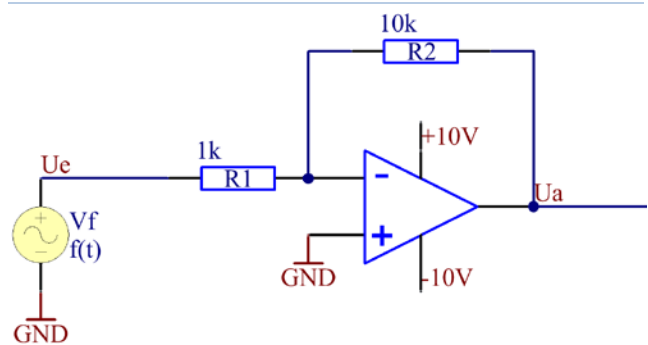 10k
R2
1k
R1
+10V
-
+
-10V
Ue
Ua
Vf
f(t)
+
-
GND
GND